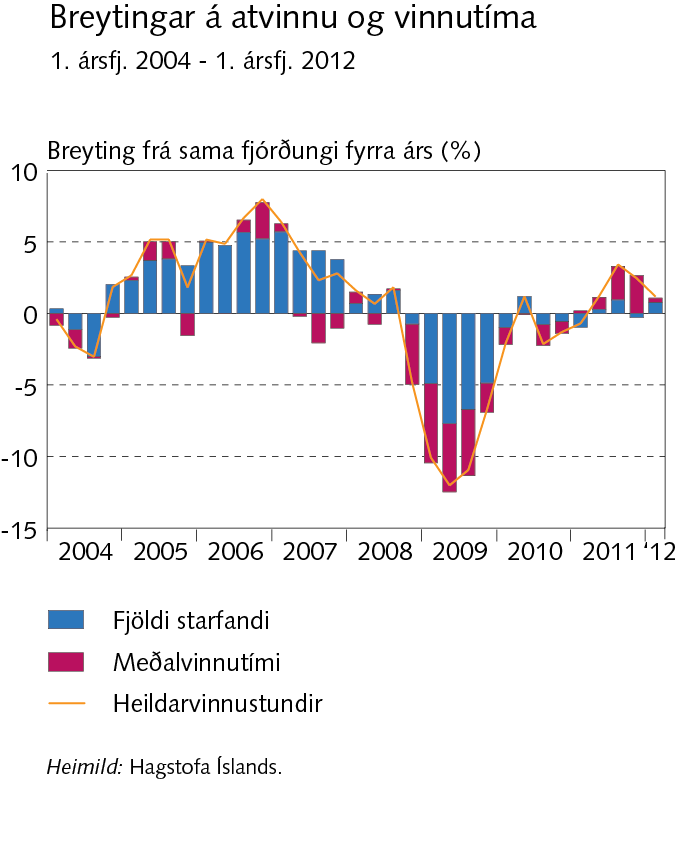 Breytingar á atvinnu og vinnutíma
1. ársfj. 2004 - 1. ársfj. 2012
Breyting frá sama fjórðungi fyrra árs (%)
10
5
0
-5
-10
-15
2004 2005 2006 2007 2008 2009 2010 2011 '12
Fjöldi starfandi
Meðalvinnutími
Heildarvinnustundir
Heimild: Hagstofa Íslands.